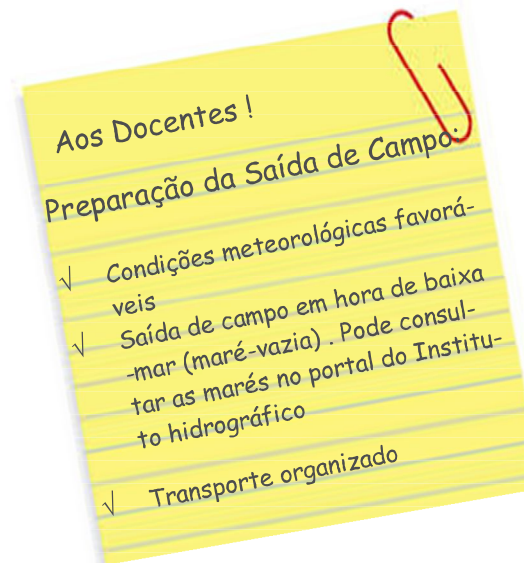 Aos Docentes !
Preparação da Saída de Campo:
√ Condições meteorológicas favorá-
veis
√ Saída de campo em hora de baixa
-mar (maré-vazia) . Pode consul-
tar as marés no portal do Institu-
to hidrográfico
√ Transporte organizado